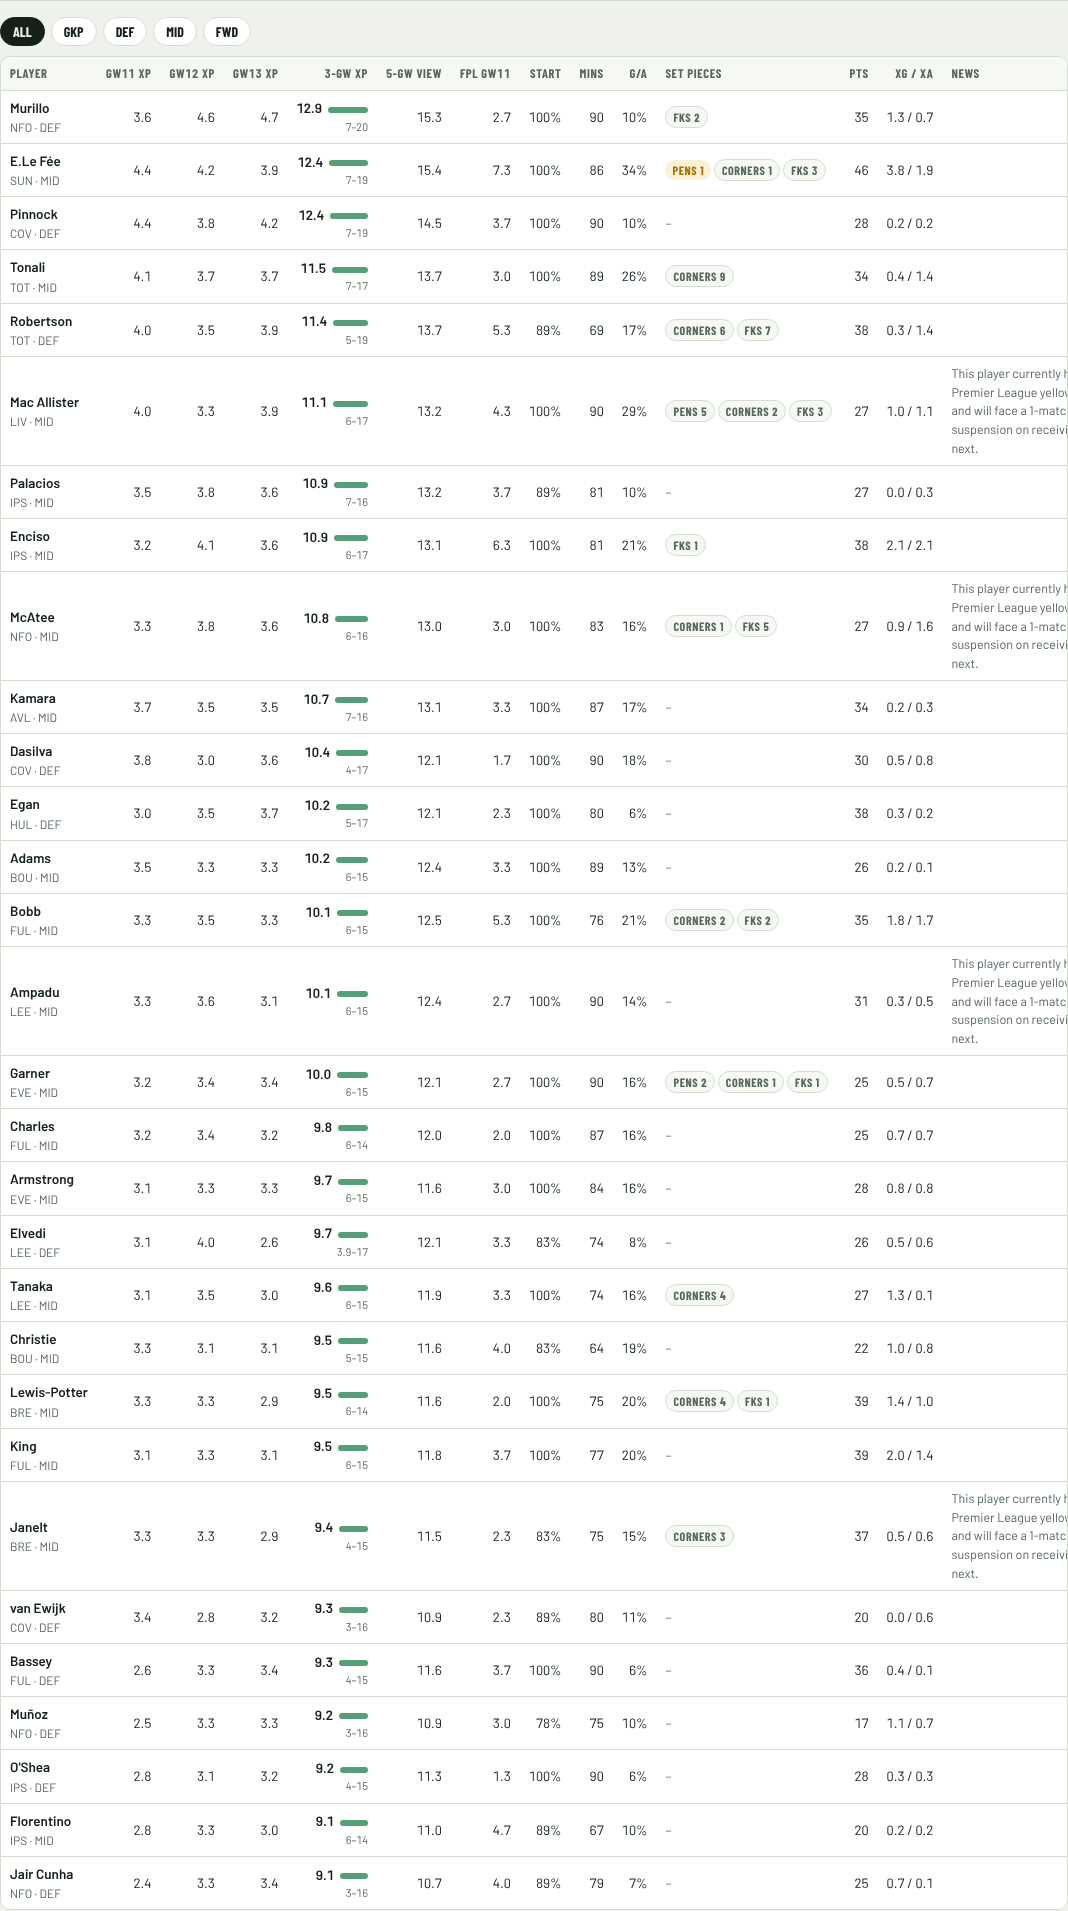 ALL GKP DEF MID FWD
PLAYER GW11 XP GW12 XP GW13 XP 3-GW XP 5-GW VIEW FPL GW11 START MINS G/A SET PIECES PTS XG / XA NEWS
Murillo 3.6 4.6 4.7 12.9 15.3 2.7 100% 90 10% FKS 2 35 1.3 / 0.7
NFO · DEF 7–20
E.Le Fée 4.4 4.2 3.9 12.4 15.4 7.3 100% 86 34% PENS 1 CORNERS 1 FKS 3 46 3.8 / 1.9
SUN · MID 7–19
Pinnock 4.4 3.8 4.2 12.4 14.5 3.7 100% 90 10% – 28 0.2 / 0.2
COV · DEF 7–19
Tonali 4.1 3.7 3.7 11.5 13.7 3.0 100% 89 26% CORNERS 9 34 0.4 / 1.4
TOT · MID 7–17
Robertson 4.0 3.5 3.9 11.4 13.7 5.3 89% 69 17% CORNERS 6 FKS 7 38 0.3 / 1.4
TOT · DEF 5–19
Mac Allister 4.0 3.3 3.9 11.1 13.2 4.3 100% 90 29% PENS 5 CORNERS 2 FKS 3 27 1.0 / 1.1
LIV · MID 6–17
This player currently
Premier League
and will face a
suspension on
next.
Palacios 3.5 3.8 3.6 10.9 13.2 3.7 89% 81 10% – 27 0.0 / 0.3
IPS · MID 7–16
Enciso 3.2 4.1 3.6 10.9 13.1 6.3 100% 81 21% FKS 1 38 2.1 / 2.1
IPS · MID 6–17
McAtee 3.3 3.8 3.6 10.8 13.0 3.0 100% 83 16% CORNERS 1 FKS 5 27 0.9 / 1.6
NFO · MID 6–16
This player currently
Premier League
and will face a
suspension on
next.
Kamara 3.7 3.5 3.5 10.7 13.1 3.3 100% 87 17% – 34 0.2 / 0.3
AVL · MID 7–16
Dasilva 3.8 3.0 3.6 10.4 12.1 1.7 100% 90 18% – 30 0.5 / 0.8
COV · DEF 4–17
Egan 3.0 3.5 3.7 10.2 12.1 2.3 100% 80 6% – 38 0.3 / 0.2
HUL · DEF 5–17
Adams 3.5 3.3 3.3 10.2 12.4 3.3 100% 89 13% – 26 0.2 / 0.1
BOU · MID 6–15
Bobb 3.3 3.5 3.3 10.1 12.5 5.3 100% 76 21% CORNERS 2 FKS 2 35 1.8 / 1.7
FUL · MID 6–15
Ampadu 3.3 3.6 3.1 10.1 12.4 2.7 100% 90 14% – 31 0.3 / 0.5
LEE · MID 6–15
This player currently
Premier League
and will face a
suspension on
next.
Garner 3.2 3.4 3.4 10.0 12.1 2.7 100% 90 16% PENS 2 CORNERS 1 FKS 1 25 0.5 / 0.7
EVE · MID 6–15
Charles 3.2 3.4 3.2 9.8 12.0 2.0 100% 87 16% – 25 0.7 / 0.7
FUL · MID 6–14
Armstrong 3.1 3.3 3.3 9.7 11.6 3.0 100% 84 16% – 28 0.8 / 0.8
EVE · MID 6–15
Elvedi 3.1 4.0 2.6 9.7 12.1 3.3 83% 74 8% – 26 0.5 / 0.6
LEE · DEF 3.9–17
Tanaka 3.1 3.5 3.0 9.6 11.9 3.3 100% 74 16% CORNERS 4 27 1.3 / 0.1
LEE · MID 6–15
Christie 3.3 3.1 3.1 9.5 11.6 4.0 83% 64 19% – 22 1.0 / 0.8
BOU · MID 5–15
Lewis-Potter 3.3 3.3 2.9 9.5 11.6 2.0 100% 75 20% CORNERS 4 FKS 1 39 1.4 / 1.0
BRE · MID 6–14
King 3.1 3.3 3.1 9.5 11.8 3.7 100% 77 20% – 39 2.0 / 1.4
FUL · MID 6–15
Janelt 3.3 3.3 2.9 9.4 11.5 2.3 83% 75 15% CORNERS 3 37 0.5 / 0.6
BRE · MID 4–15
This player currently
Premier League
and will face a
suspension on
next.
van Ewijk 3.4 2.8 3.2 9.3 10.9 2.3 89% 80 11% – 20 0.0 / 0.6
COV · DEF 3–16
Bassey 2.6 3.3 3.4 9.3 11.6 3.7 100% 90 6% – 36 0.4 / 0.1
FUL · DEF 4–15
Muñoz 2.5 3.3 3.3 9.2 10.9 3.0 78% 75 10% – 17 1.1 / 0.7
NFO · DEF 3–16
O'Shea 2.8 3.1 3.2 9.2 11.3 1.3 100% 90 6% – 28 0.3 / 0.3
IPS · DEF 4–15
Florentino 2.8 3.3 3.0 9.1 11.0 4.7 89% 67 10% – 20 0.2 / 0.2
IPS · MID 6–14
Jair Cunha 2.4 3.3 3.4 9.1 10.7 4.0 89% 79 7% – 25 0.7 / 0.1
NFO · DEF 3–16